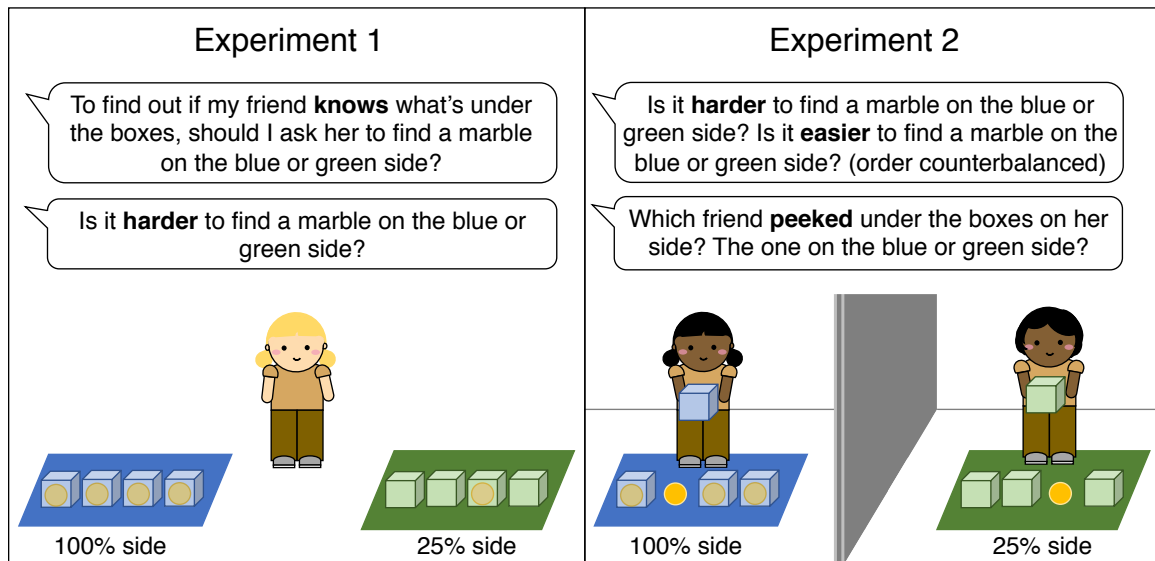 Experiment 1
To find out if my friend knows what's under
the boxes, should I ask her to find a marble
on the blue or green side?
Is it harder to find a marble on the blue or
green side?
100% side
25% side
Experiment 2
Is it harder to find a marble on the blue or
green side? Is it easier to find a marble on the
blue or green side? (order counterbalanced)
Which friend peeked under the boxes on her
side? The one on the blue or green side?
100% side
25% side